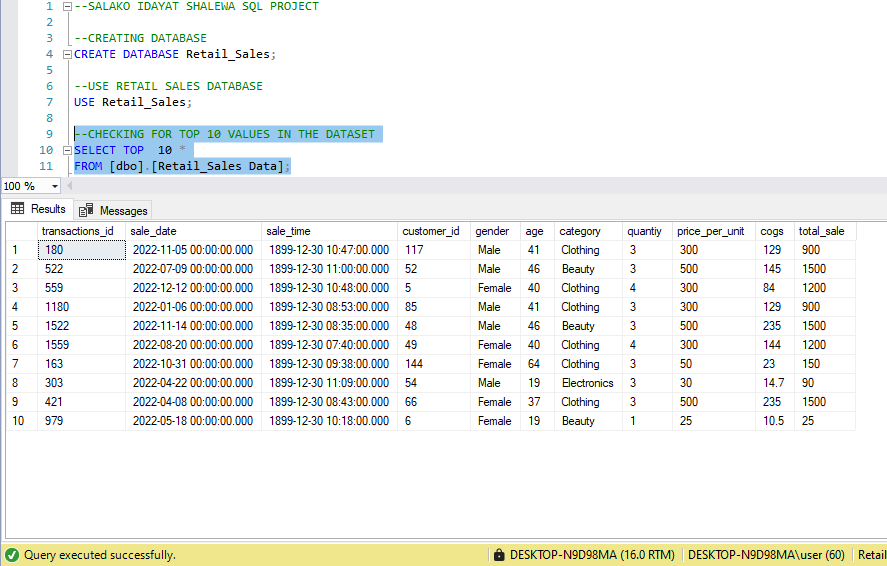 1 --SALAKO IDAYAT SHALEWA SQL PROJECT
2
3 --CREATING DATABASE
4 CREATE DATABASE Retail_Sales;
5
6 --USE RETAIL SALES DATABASE
7 USE Retail_Sales;
8
9 --CHECKING FOR TOP 10 VALUES IN THE DATASET
10 SELECT TOP  10 *
11 FROM [dbo].[Retail_Sales Data];
100 %
Results Messages
transactions_id sale_date sale_time customer_id gender age category quantiy price_per_unit cogs total_sale
1 180 2022-11-05 00:00:00.000 1899-12-30 10:47:00.000 117 Male 41 Clothing 3 300 129 900
2 522 2022-07-09 00:00:00.000 1899-12-30 11:00:00.000 52 Male 46 Beauty 3 500 145 1500
3 559 2022-12-12 00:00:00.000 1899-12-30 10:48:00.000 5 Female 40 Clothing 4 300 84 1200
4 1180 2022-01-06 00:00:00.000 1899-12-30 08:53:00.000 85 Male 41 Clothing 3 300 129 900
5 1522 2022-11-14 00:00:00.000 1899-12-30 08:35:00.000 48 Male 46 Beauty 3 500 235 1500
6 1559 2022-08-20 00:00:00.000 1899-12-30 07:40:00.000 49 Female 40 Clothing 4 300 144 1200
7 163 2022-10-31 00:00:00.000 1899-12-30 09:38:00.000 144 Female 64 Clothing 3 50 23 150
8 303 2022-04-22 00:00:00.000 1899-12-30 11:09:00.000 54 Male 19 Electronics 3 30 14.7 90
9 421 2022-04-08 00:00:00.000 1899-12-30 08:43:00.000 66 Female 37 Clothing 3 500 235 1500
10 979 2022-05-18 00:00:00.000 1899-12-30 10:18:00.000 6 Female 19 Beauty 1 25 10.5 25
Query executed successfully. DESKTOP-N9D98MA (16.0 RTM) DESKTOP-N9D98MA\user (60) Retail